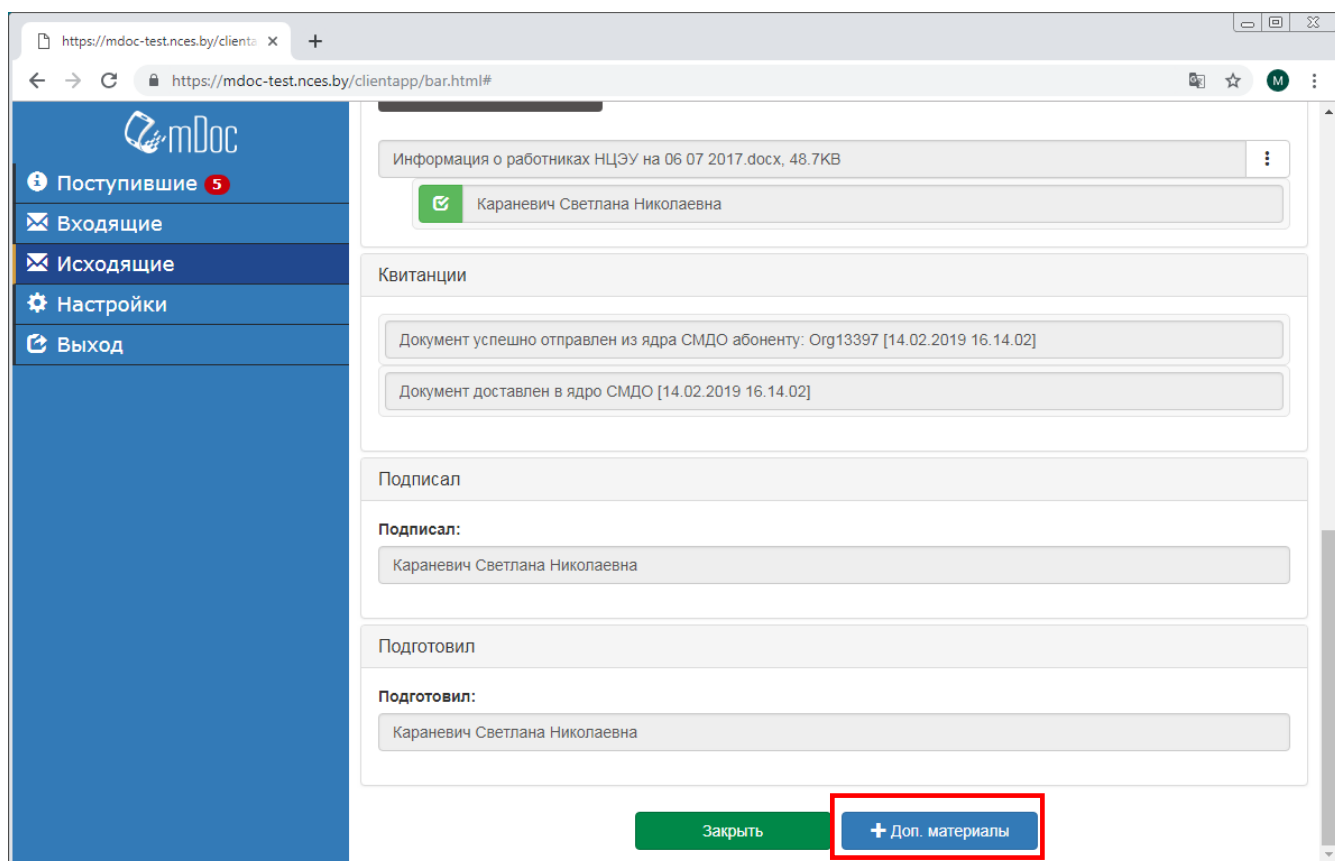 https://mdoc-test.nces.by/clienta
https://mdoc-test.nces.by/clientapp/bar.html#
M
mDoc
Поступившие 5
Входящие
Исходящие
Настройки
Выход
Информация о работниках НЦЭУ на 06 07 2017.docx, 48.7KB
Караневич Светлана Николаевна
Квитанции
Документ успешно отправлен из ядра СМДО абоненту: Org13397 [14.02.2019 16.14.02]
Документ доставлен в ядро СМДО [14.02.2019 16.14.02]
Подписал
Подписал:
Караневич Светлана Николаевна
Подготовил
Подготовил:
Караневич Светлана Николаевна
Закрыть
+ Доп. материалы